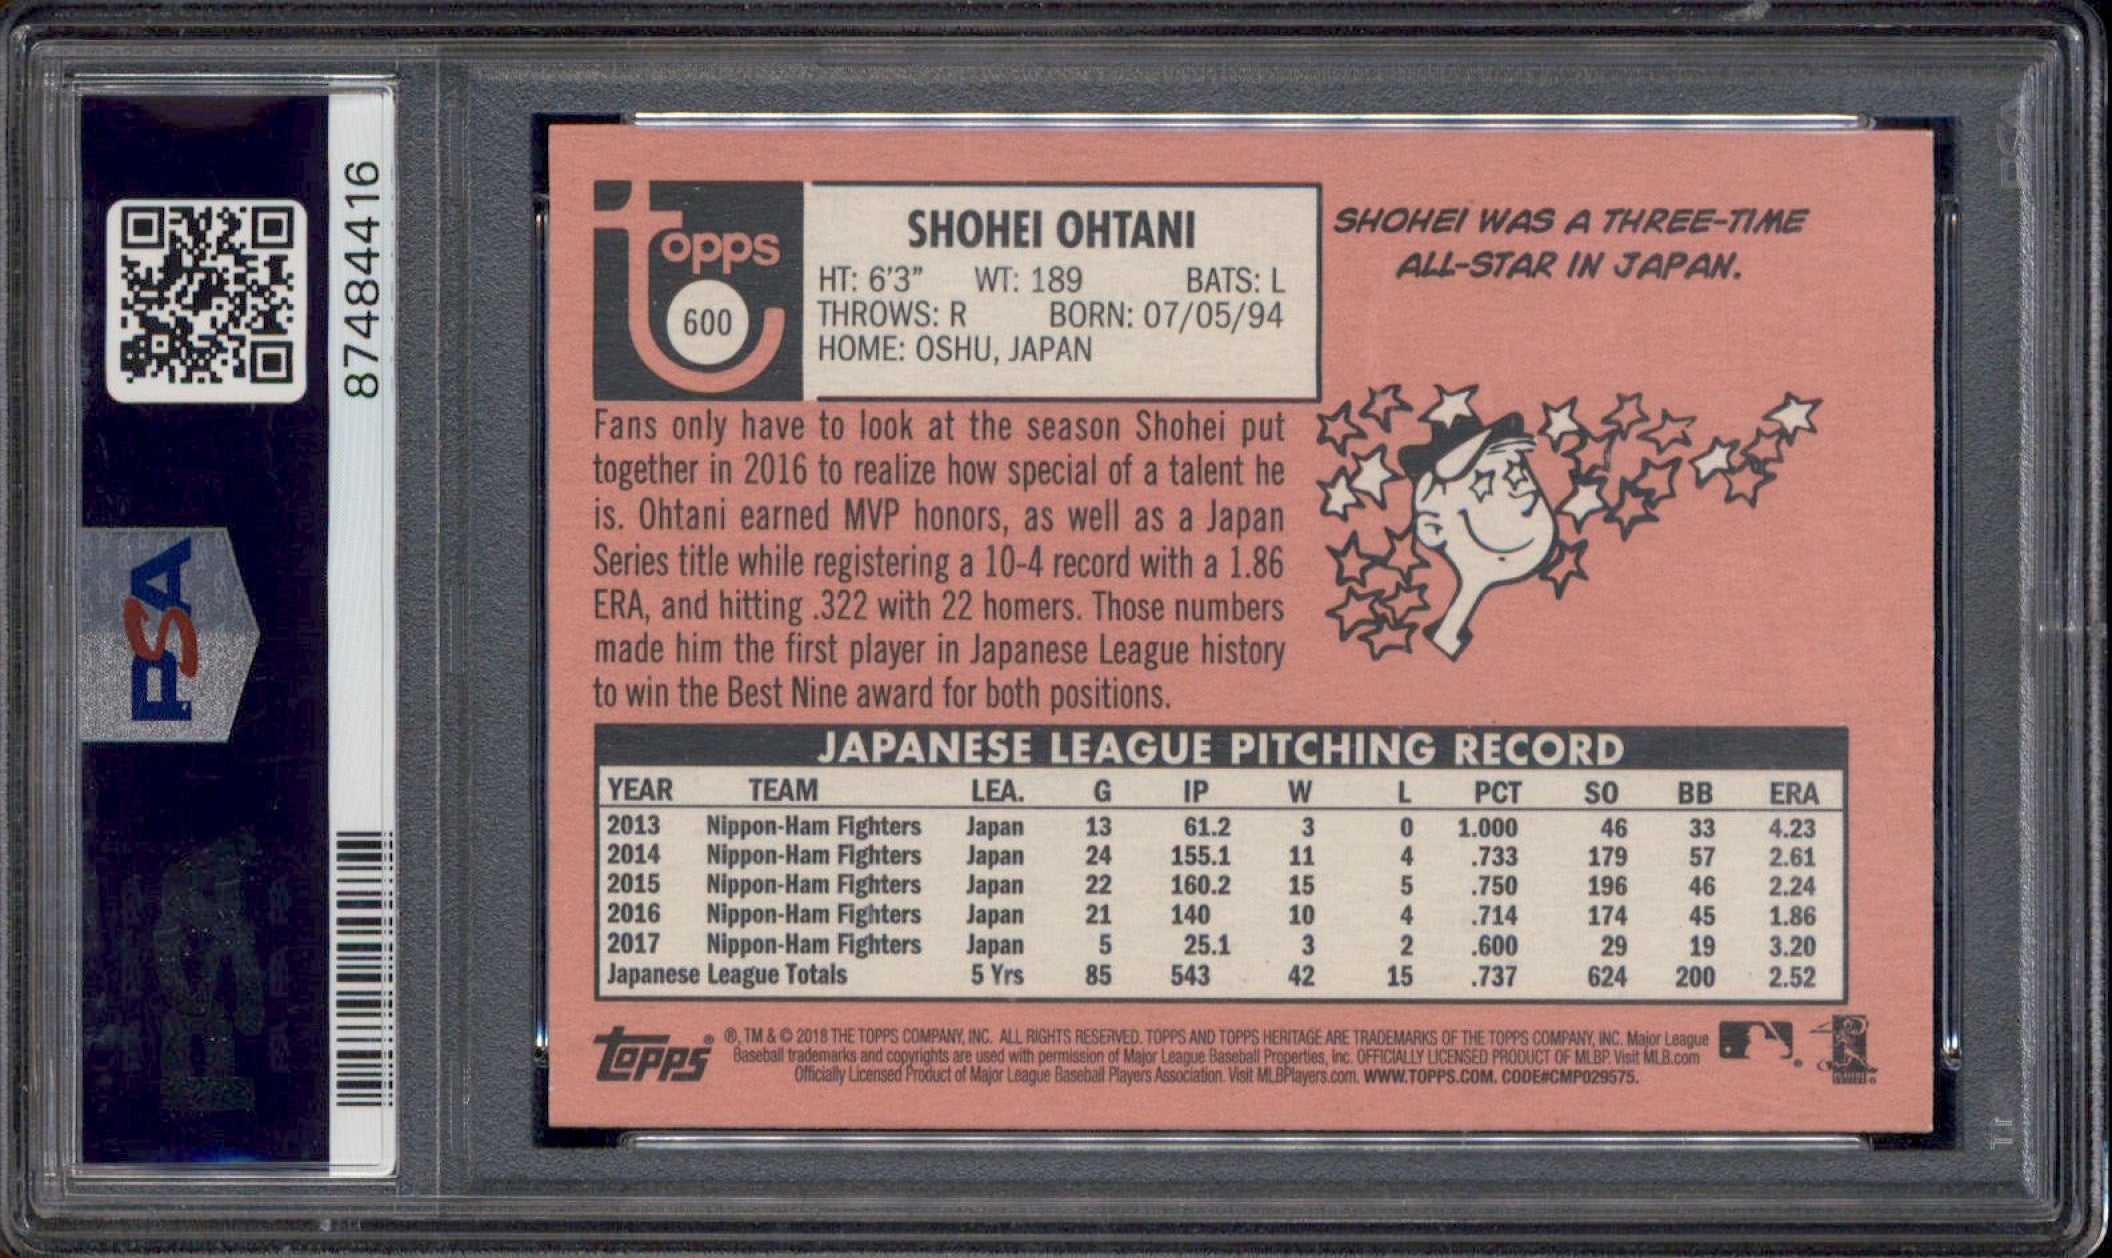 87484416
PSA
topps
600
SHOHEI OHTANI
HT: 6'3" WT: 189 BATS: L
THROWS: R BORN: 07/05/94
HOME: OSHU, JAPAN
SHOHEI WAS A THREE-TIME
ALL-STAR IN JAPAN.
Fans only have to look at the season Shohei put
together in 2016 to realize how special of a talent he
is. Ohtani earned MVP honors, as well as a Japan
Series title while registering a 10-4 record with a 1.86
ERA, and hitting .322 with 22 homers. Those numbers
made him the first player in Japanese League history
to win the Best Nine award for both positions.
JAPANESE LEAGUE PITCHING RECORD
YEAR TEAM LEA. G IP W L PCT SO BB ERA
2013 Nippon-Ham Fighters Japan 13 61.2 3 0 1.000 46 33 4.23
2014 Nippon-Ham Fighters Japan 24 155.1 11 4 .733 179 57 2.61
2015 Nippon-Ham Fighters Japan 22 160.2 15 5 .750 196 46 2.24
2016 Nippon-Ham Fighters Japan 21 140 10 4 .714 174 45 1.86
2017 Nippon-Ham Fighters Japan 5 25.1 3 2 .600 29 19 3.20
Japanese League Totals 5 Yrs 85 543 42 15 .737 624 200 2.52
Topps® ®, TM & © 2018 THE TOPPS COMPANY, INC. ALL RIGHTS RESERVED. TOPPS AND TOPPS HERITAGE ARE TRADEMARKS OF THE TOPPS COMPANY, INC. Major League
Baseball trademarks and copyrights are used with permission of Major League Baseball Properties, Inc. OFFICIALLY LICENSED PRODUCT OF MLBP. Visit MLB.com
Officially Licensed Product of Major League Baseball Players Association. Visit MLBPlayers.com. WWW.TOPPS.COM. CODE#CMP029575.
PSA